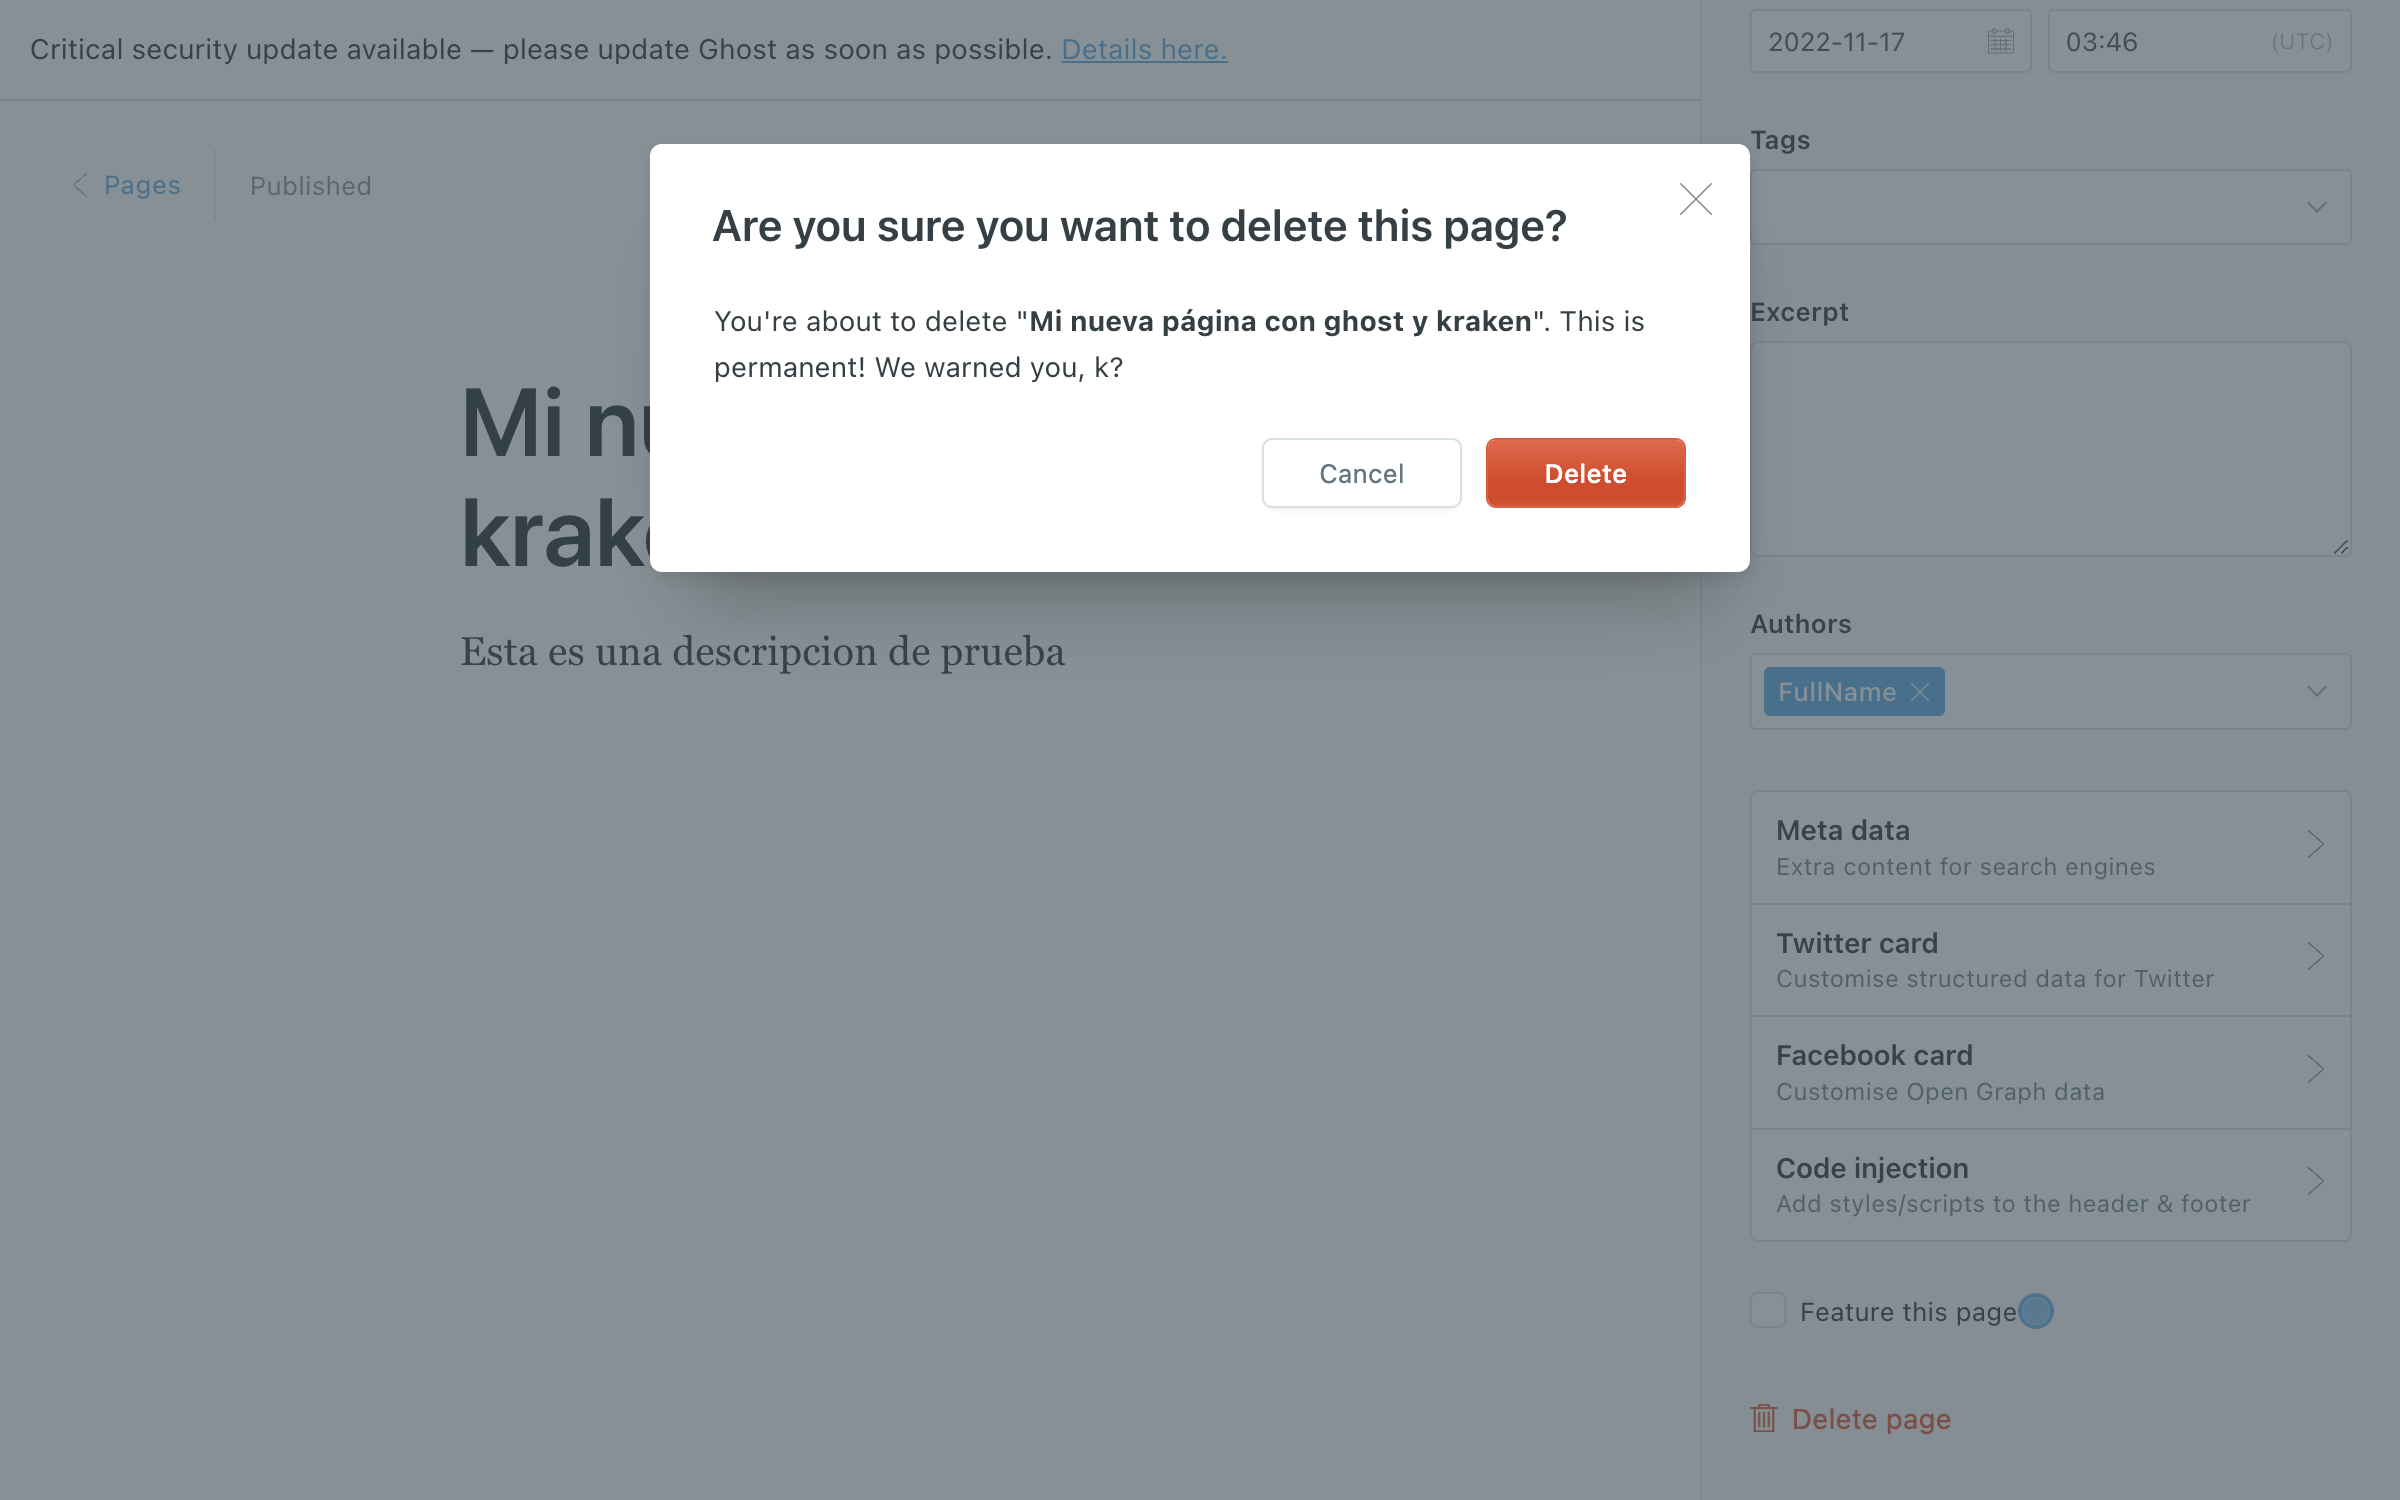 Critical security update available — please update Ghost as soon as possible. Details here.
Pages
Published
Are you sure you want to delete this page?
You're about to delete "Mi nueva página con ghost y kraken". This is
permanent! We warned you, k?
Cancel
Delete
Mi nu
krake
Esta es una descripcion de prueba
2022-11-17
03:46 (UTC)
Tags
Excerpt
Authors
FullName
Meta data
Extra content for search engines
Twitter card
Customise structured data for Twitter
Facebook card
Customise Open Graph data
Code injection
Add styles/scripts to the header & footer
Feature this page
Delete page